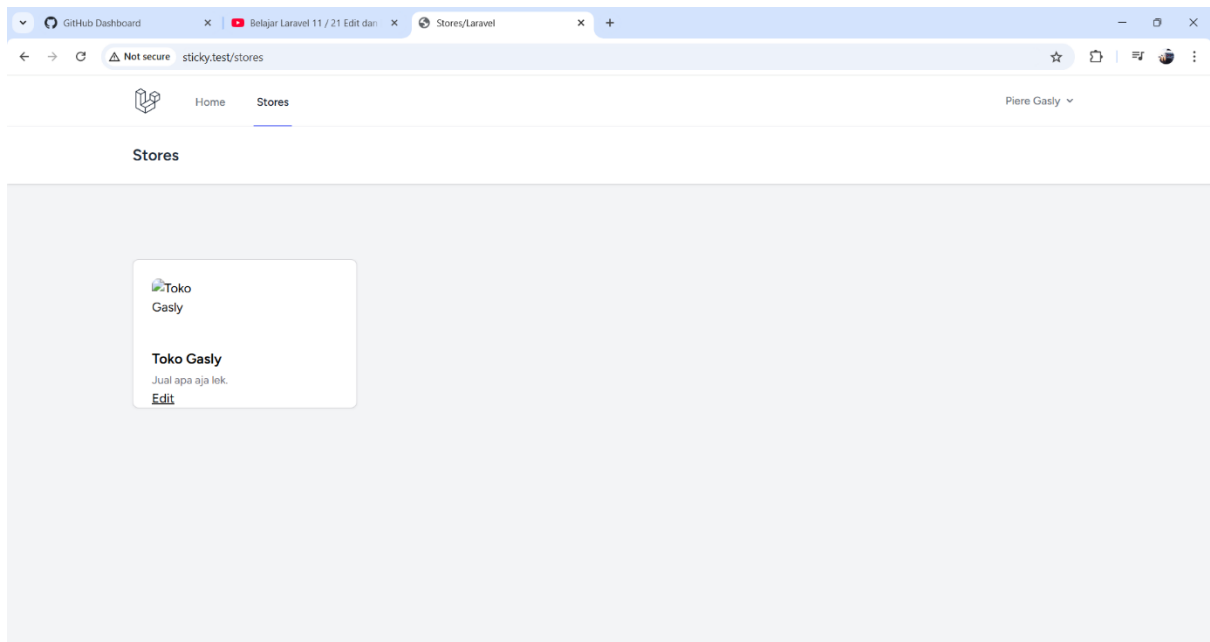 GitHub Dashboard
Belajar Laravel 11 / 21 Edit dan
Stores/Laravel
Not secure
sticky.test/stores
Home
Stores
Piere Gasly
Stores
Toko
Gasly
Toko Gasly
Jual apa aja lek.
Edit